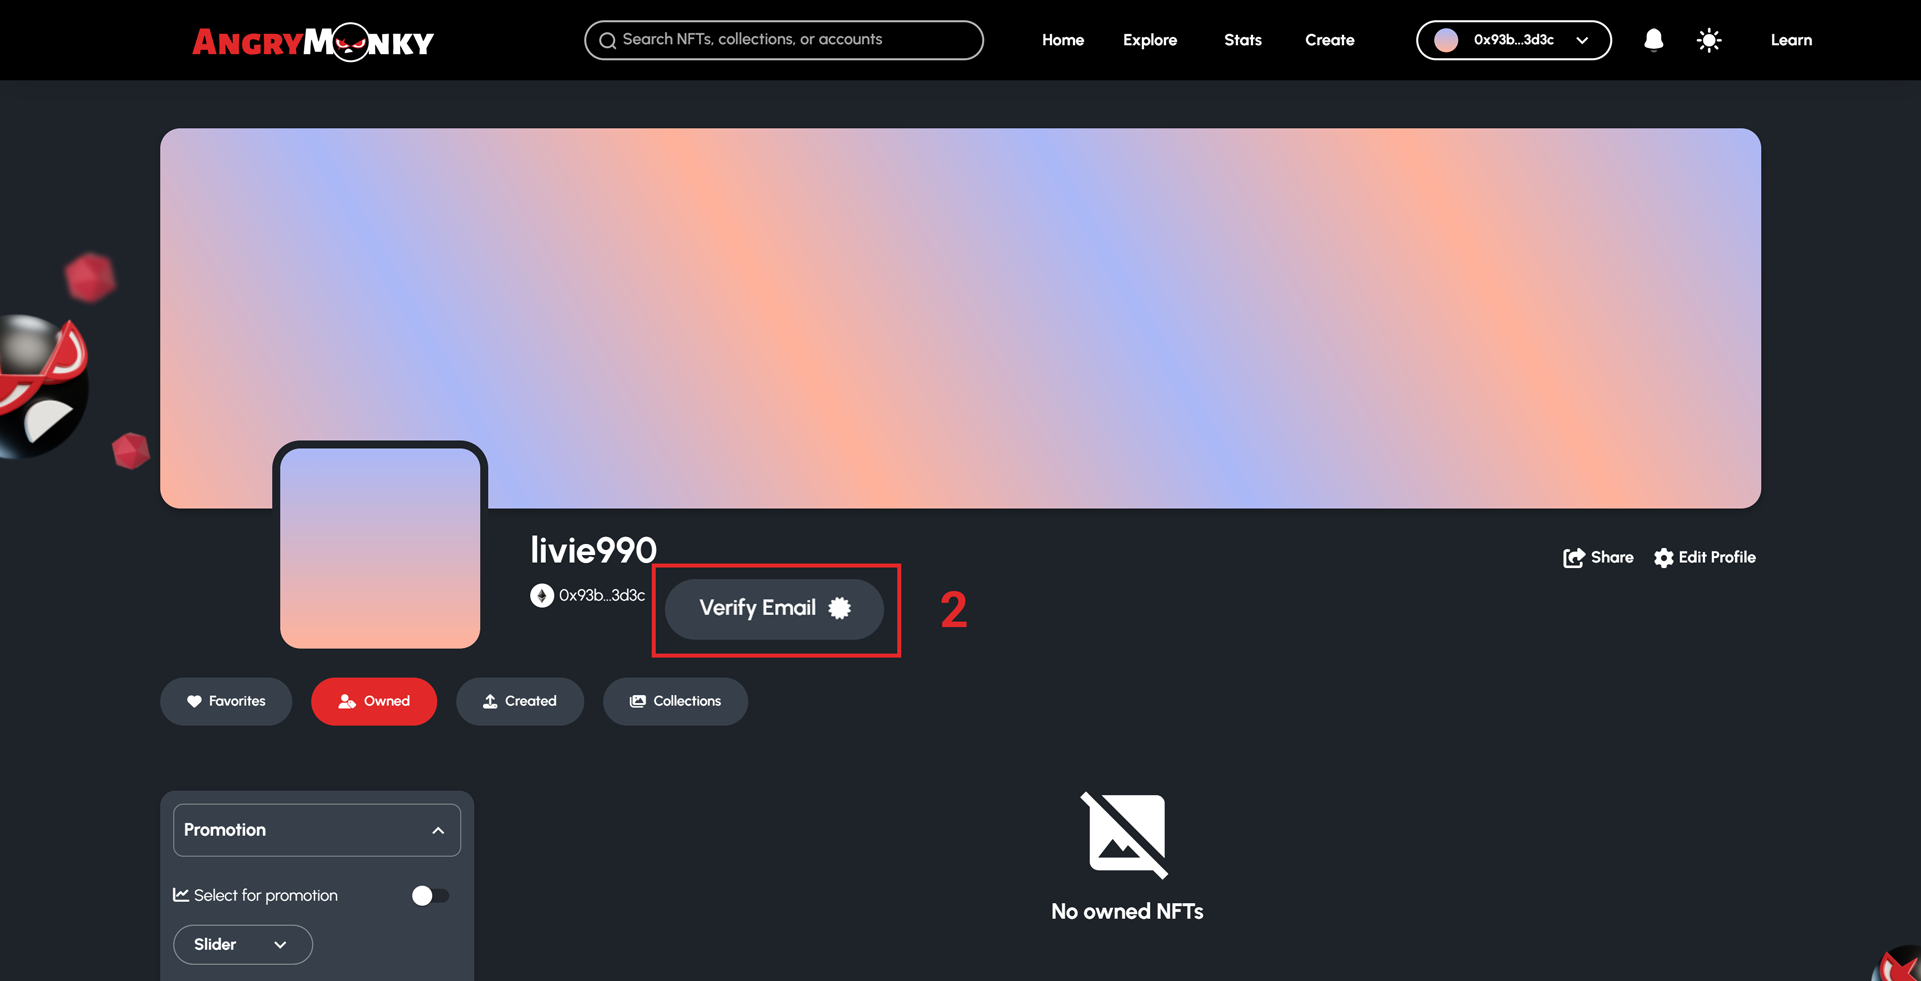 ANGRYMONKY
Search NFTs, collections, or accounts
Home
Explore
Stats
Create
0x93b...3d3c
Learn
livie990
0x93b...3d3c
Verify Email
2
Share
Edit Profile
Favorites
Owned
Created
Collections
Promotion
Select for promotion
Slider
No owned NFTs